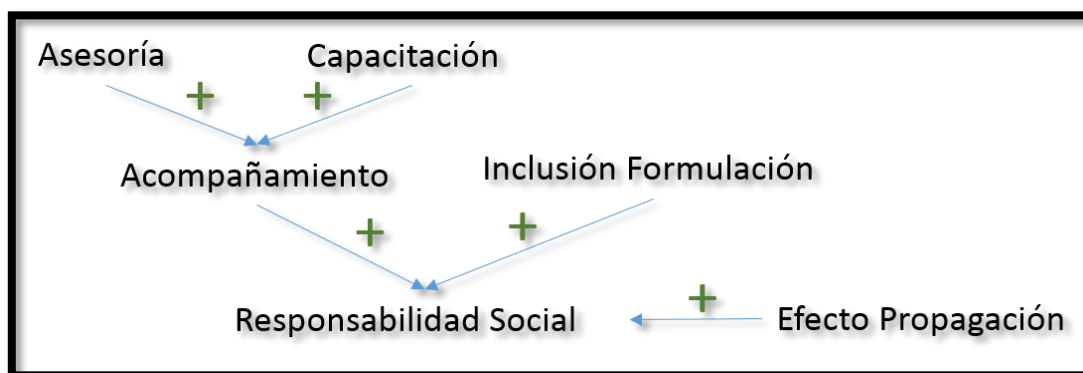 Asesoría
Capacitación
+
+
Acompañamiento
Inclusión Formulación
+
+
Responsabilidad Social
+
Efecto Propagación